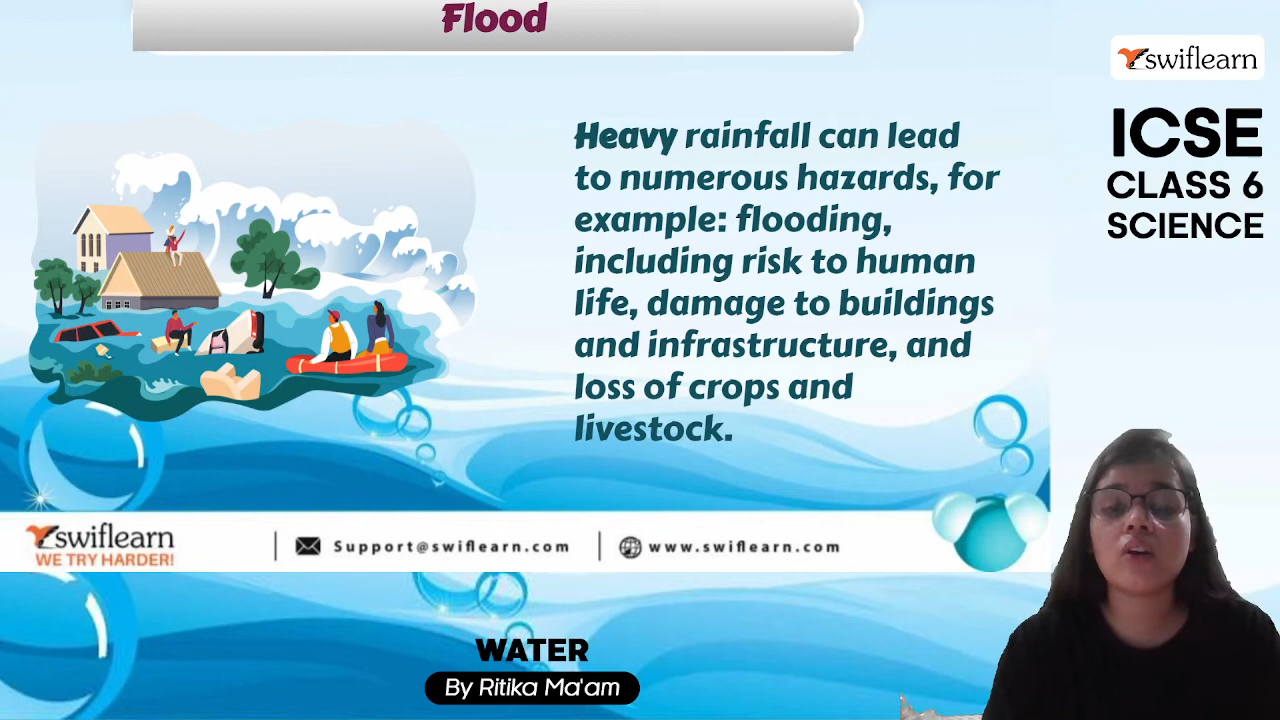 Flood
Heavy rainfall can lead
to numerous hazards, for
example: flooding,
including risk to human
life, damage to buildings
and infrastructure, and
loss of crops and
livestock.
swiflearn
ICSE
CLASS 6
SCIENCE
swiflearn
WE TRY HARDER!
Support@swiflearn.com
www.swiflearn.com
WATER
By Ritika Ma'am